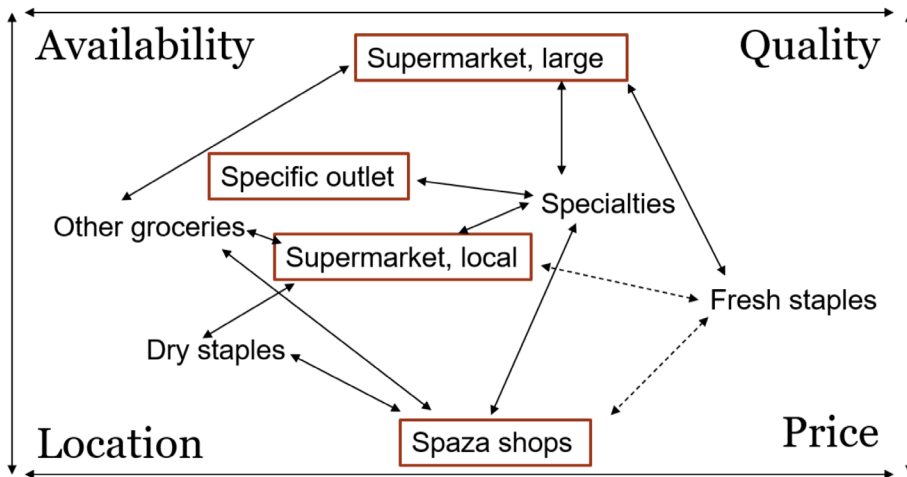 Availability
Quality
Supermarket, large
Specific outlet
Specialties
Other groceries
Supermarket, local
Fresh staples
Dry staples
Location
Spaza shops
Price